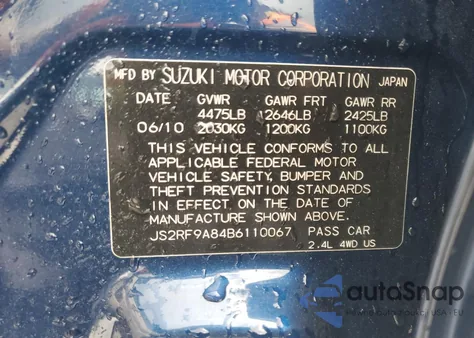 MFD BY SUZUKI MOTOR CORPORATION JAPAN
DATE GVWR GAWR FRT GAWR RR
4475LB 2646LB 2425LB
06/10 2030KG 1200KG 1100KG
THIS VEHICLE CONFORMS TO ALL
APPLICABLE FEDERAL MOTOR
VEHICLE SAFETY, BUMPER AND
THEFT PREVENTION STANDARDS
IN EFFECT ON THE DATE OF
MANUFACTURE SHOWN ABOVE.
JS2RF9A84B6110067 PASS CAR
2.4L 4WD US
autoSnap